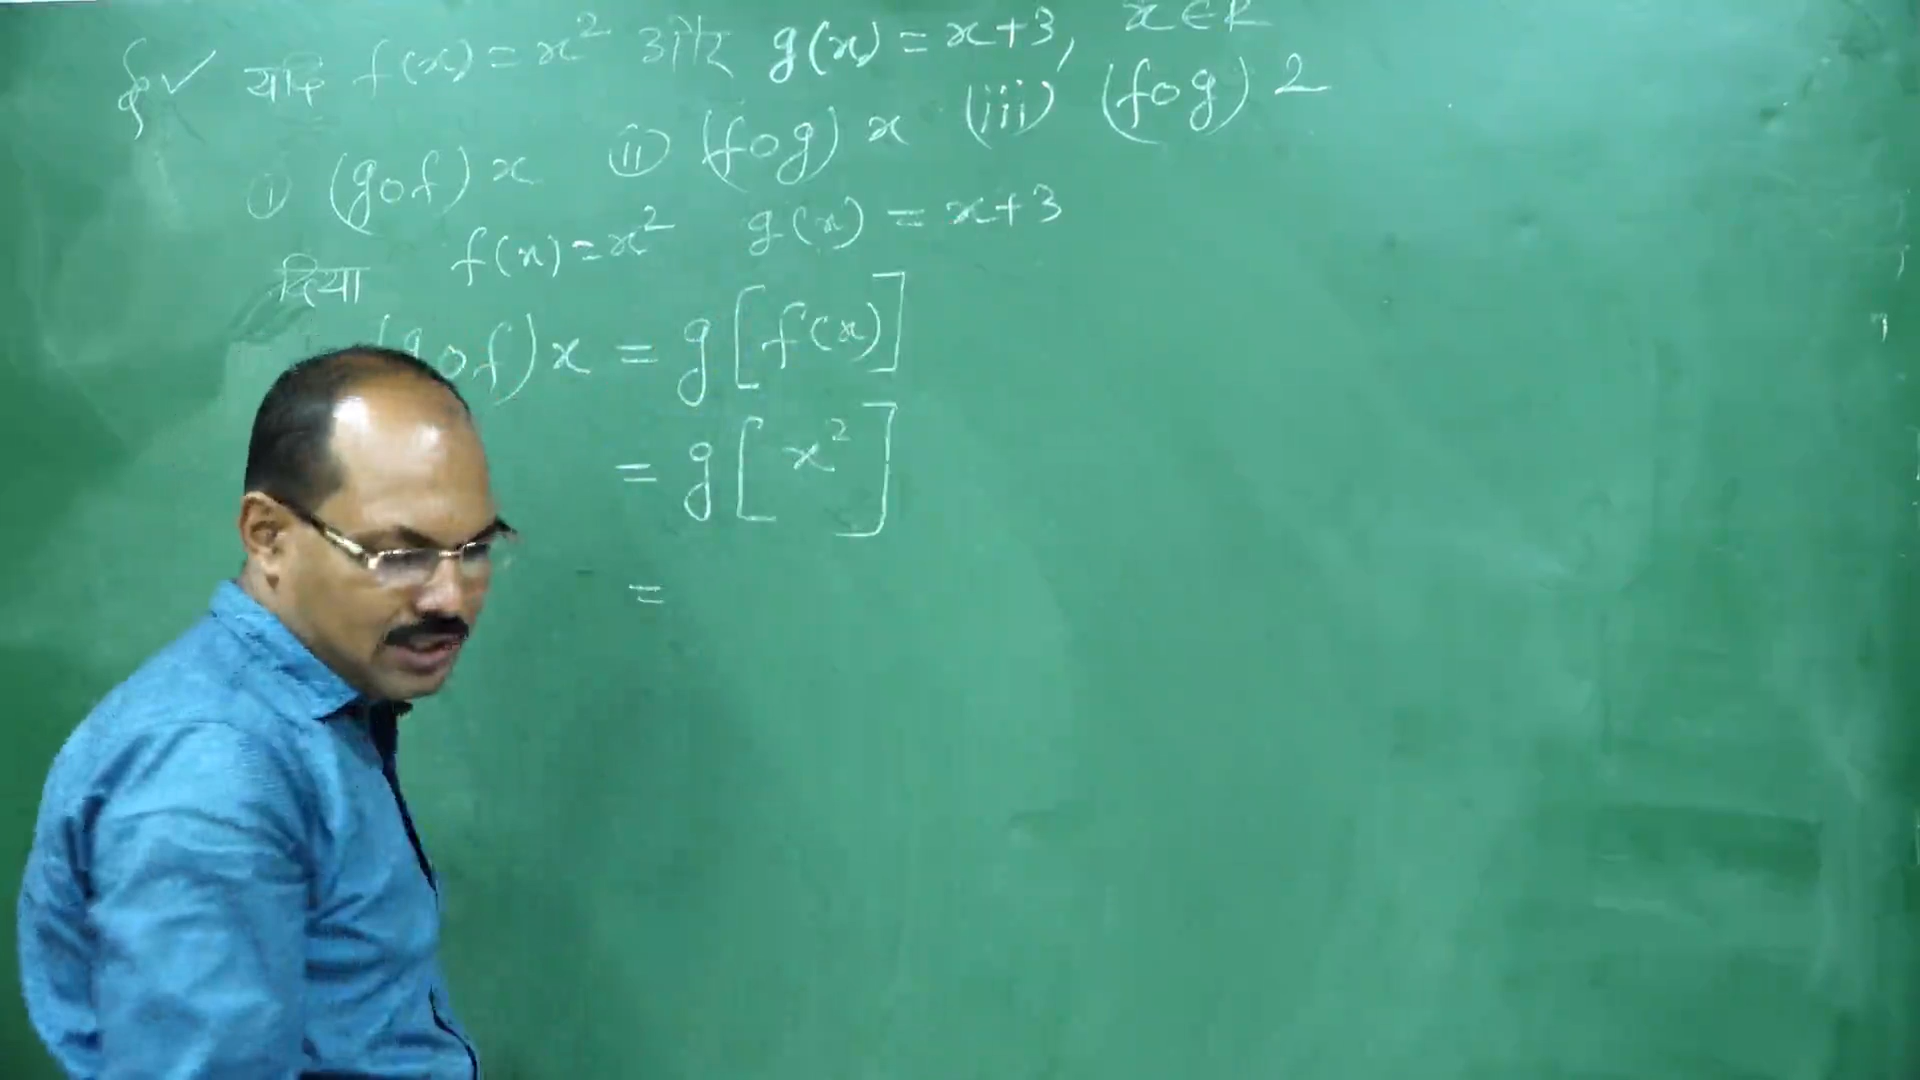 यदि f(x) = x² और g(x) = x+3, x∈R
(i) (gof) x (ii) (fog) x (iii) (fog) 2
दिया f(x) = x² g(x) = x+3
(gof) x = g[f(x)]
= g[x²]
=